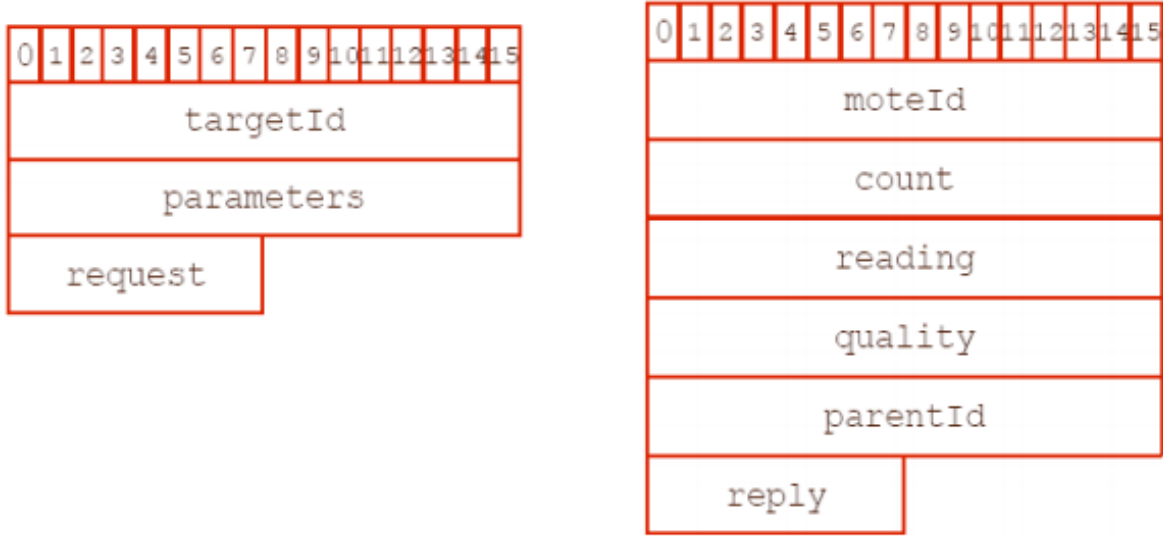 0 1 2 3 4 5 6 7 8 9 10 11 12 13 14 15
targetId
parameters
request
0 1 2 3 4 5 6 7 8 9 10 11 12 13 14 15
moteId
count
reading
quality
parentId
reply